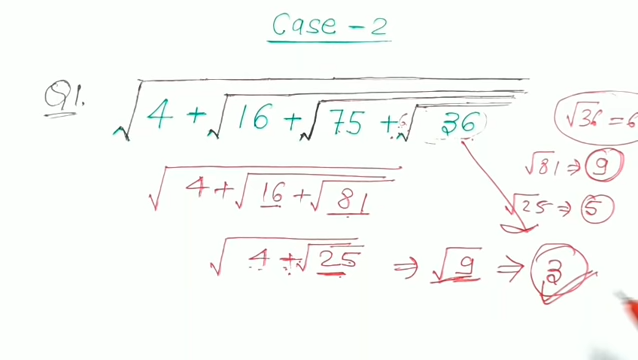 Case - 2
Q1. √(4 + √(16 + √(75 + √36)))
√36 = 6
√81 ⇒ 9
√(4 + √(16 + √81))
√25 ⇒ 5
√(4 + √25) ⇒ √9 ⇒ 3